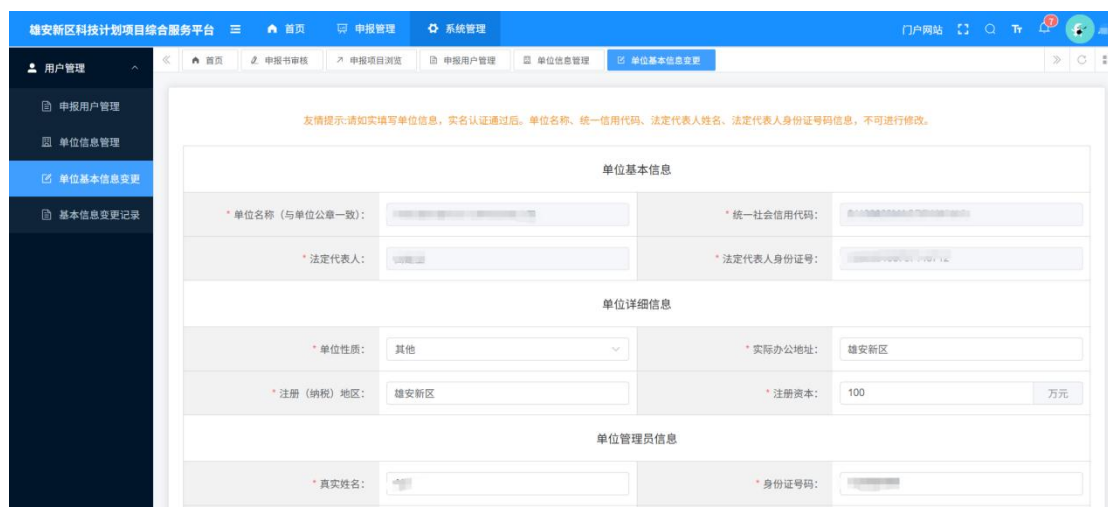 雄安新区科技计划项目综合服务平台 首页 申报管理 系统管理 门户网站 Tr 7
用户管理 首页 申报书审核 申报项目浏览 申报用户管理 单位信息管理 单位基本信息变更
申报用户管理
单位信息管理
单位基本信息变更
基本信息变更记录
友情提示:请如实填写单位信息，实名认证通过后。单位名称、统一信用代码、法定代表人姓名、法定代表人身份证号码信息，不可进行修改。
单位基本信息
* 单位名称（与单位公章一致）： * 统一社会信用代码：
* 法定代表人： * 法定代表人身份证号：
单位详细信息
* 单位性质： 其他 * 实际办公地址： 雄安新区
* 注册（纳税）地区： 雄安新区 * 注册资本： 100 万元
单位管理员信息
* 真实姓名： * 身份证号码：